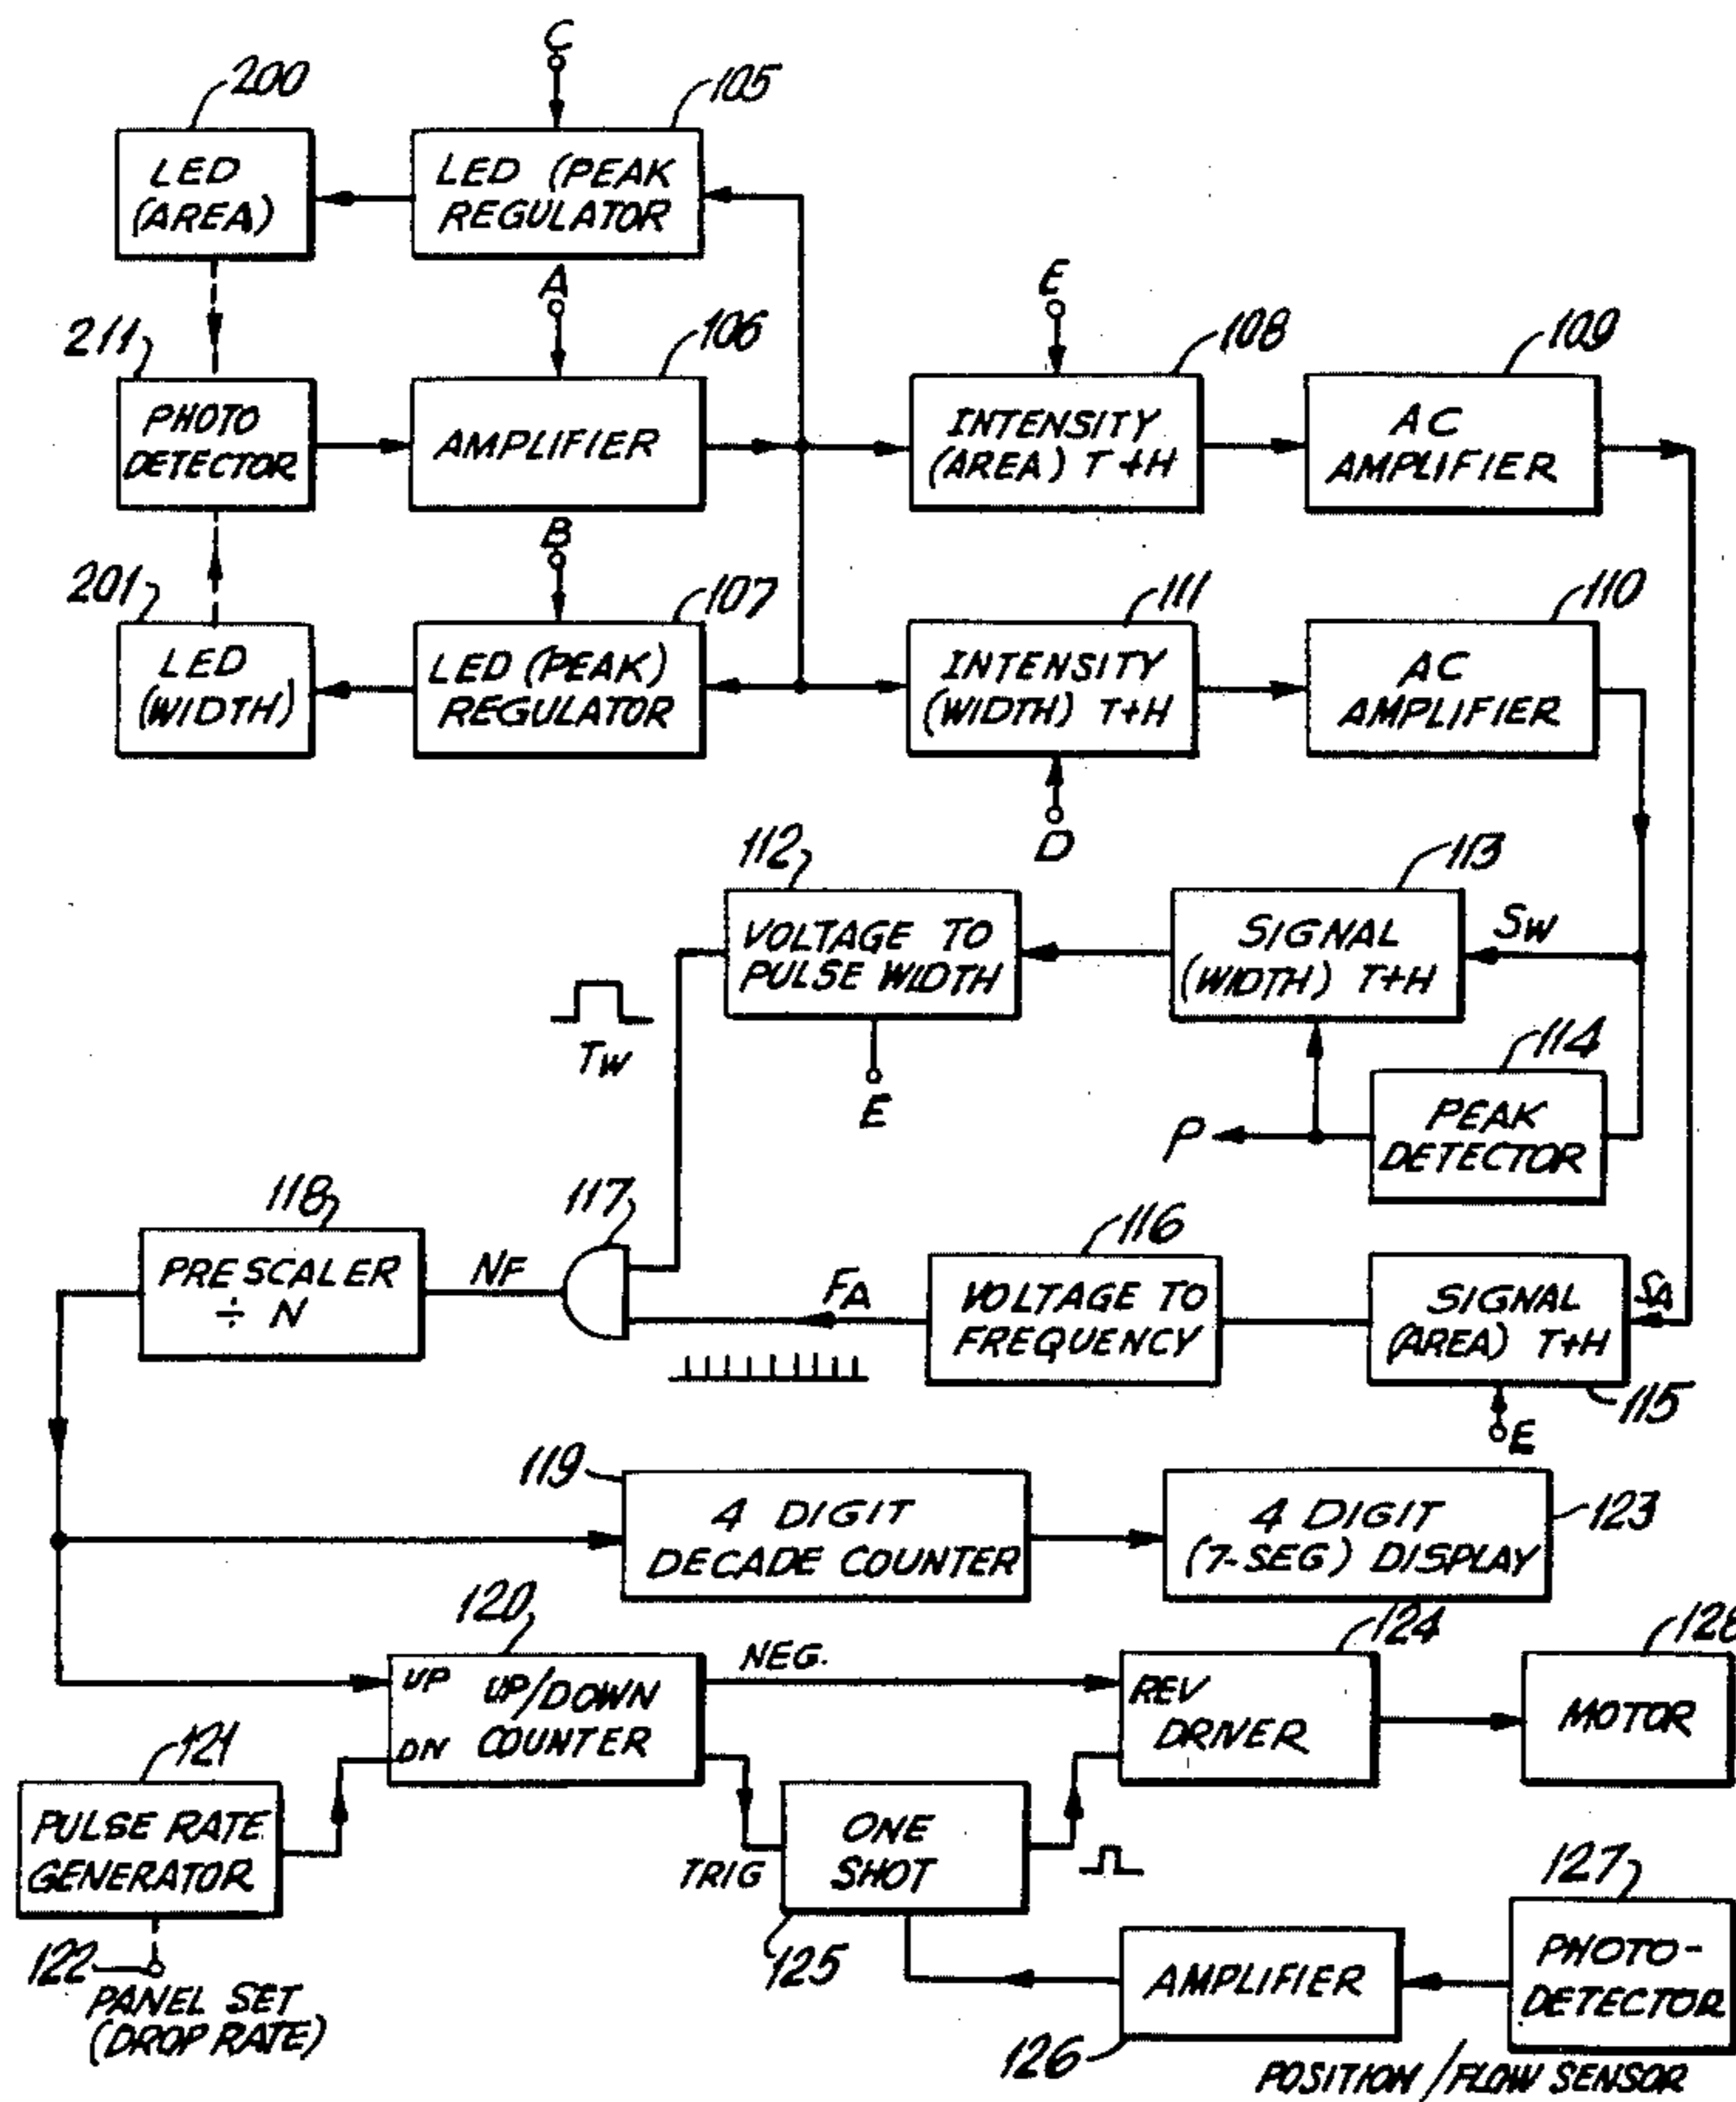 C
200
105
LED
(AREA)
LED (PEAK
REGULATOR
A
E
211
106
108
109
PHOTO
DETECTOR
AMPLIFIER
INTENSITY
(AREA) T+H
AC
AMPLIFIER
B
201
107
111
110
LED
(WIDTH)
LED (PEAK)
REGULATOR
INTENSITY
(WIDTH) T+H
AC
AMPLIFIER
D
112
113
VOLTAGE TO
PULSE WIDTH
SIGNAL
(WIDTH) T+H
SW
TW
E
114
P
PEAK
DETECTOR
118
117
116
PRESCALER
÷ N
NF
FA
VOLTAGE TO
FREQUENCY
SIGNAL
(AREA) T+H
SA
115
E
119
4 DIGIT
DECADE COUNTER
4 DIGIT
(7-SEG) DISPLAY
123
120
124
128
UP UP/DOWN
DN COUNTER
NEG.
REV
DRIVER
MOTOR
121
PULSE RATE
GENERATOR
TRIG
ONE
SHOT
127
122
PANEL SET
(DROP RATE)
125
AMPLIFIER
126
PHOTO-
DETECTOR
POSITION/FLOW SENSOR